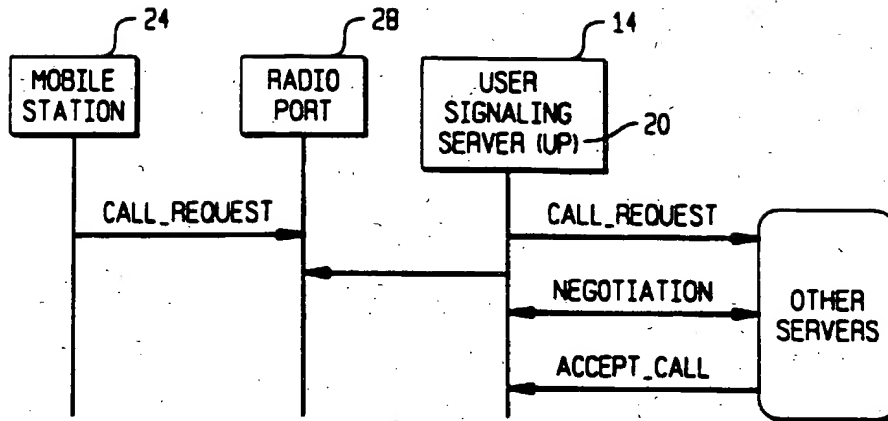 24
28
14
MOBILE
STATION
RADIO
PORT
USER
SIGNALING
SERVER (UP)
20
CALL_REQUEST
CALL_REQUEST
NEGOTIATION
ACCEPT_CALL
OTHER
SERVERS